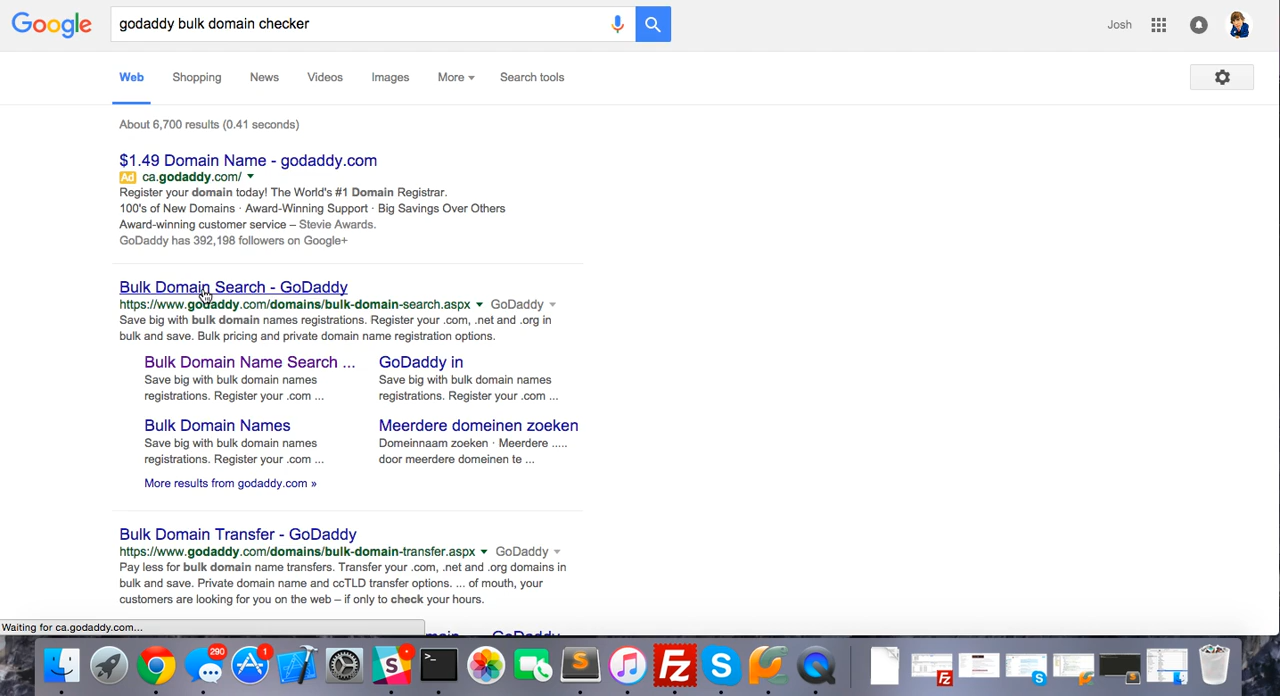 Google
godaddy bulk domain checker
Josh
Web
Shopping
News
Videos
Images
More
Search tools
About 6,700 results (0.41 seconds)
$1.49 Domain Name - godaddy.com
Ad ca.godaddy.com/
Register your domain today! The World's #1 Domain Registrar.
100's of New Domains · Award-Winning Support · Big Savings Over Others
Award-winning customer service – Stevie Awards.
GoDaddy has 392,198 followers on Google+
Bulk Domain Search - GoDaddy
https://www.godaddy.com/domains/bulk-domain-search.aspx GoDaddy
Save big with bulk domain names registrations. Register your .com, .net and .org in
bulk and save. Bulk pricing and private domain name registration options.
Bulk Domain Name Search ...
Save big with bulk domain names
registrations. Register your .com ...
GoDaddy in
Save big with bulk domain names
registrations. Register your .com ...
Bulk Domain Names
Save big with bulk domain names
registrations. Register your .com ...
Meerdere domeinen zoeken
Domeinnaam zoeken · Meerdere .....
door meerdere domeinen te ...
More results from godaddy.com »
Bulk Domain Transfer - GoDaddy
https://www.godaddy.com/domains/bulk-domain-transfer.aspx GoDaddy
Pay less for bulk domain name transfers. Transfer your .com, .net and .org domains in
bulk and save. Private domain name and ccTLD transfer options. ... of mouth, your
customers are looking for you on the web – if only to check your hours.
Waiting for ca.godaddy.com...
290
1
S
>_
S
Fz
S
Q
Fz
S
S